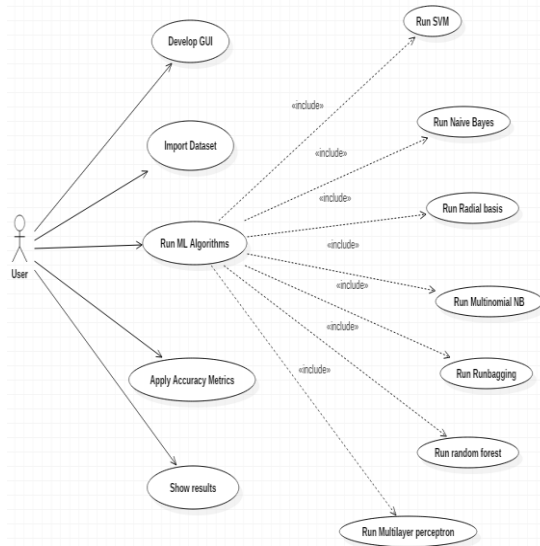 Run SVM
Develop GUI
«include»
Run Naive Bayes
Import Dataset
«include»
«include»
Run Radial basis
Run ML Algorithms
«include»
User
«include»
Run Multinomial NB
«include»
Apply Accuracy Metrics
«include»
Run Runbagging
Run random forest
Show results
Run Multilayer perceptron